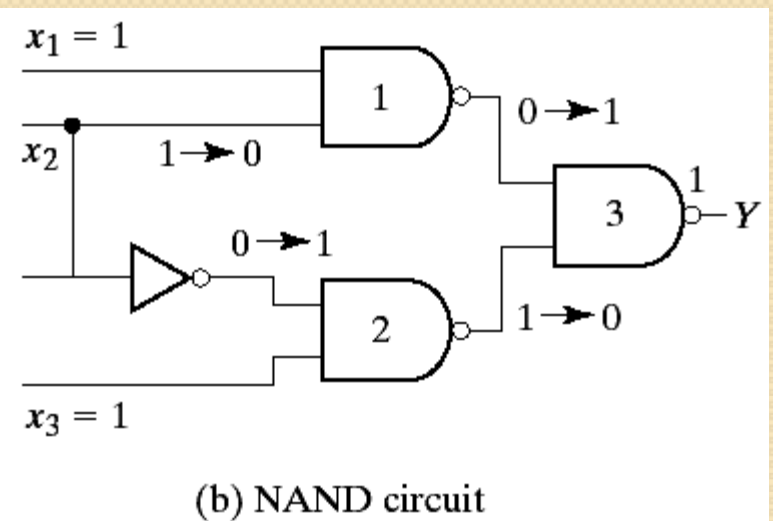 x₁ = 1
1
0→1
x₂
1→0
1
3
Y
0→1
2
1→0
x₃ = 1
(b) NAND circuit